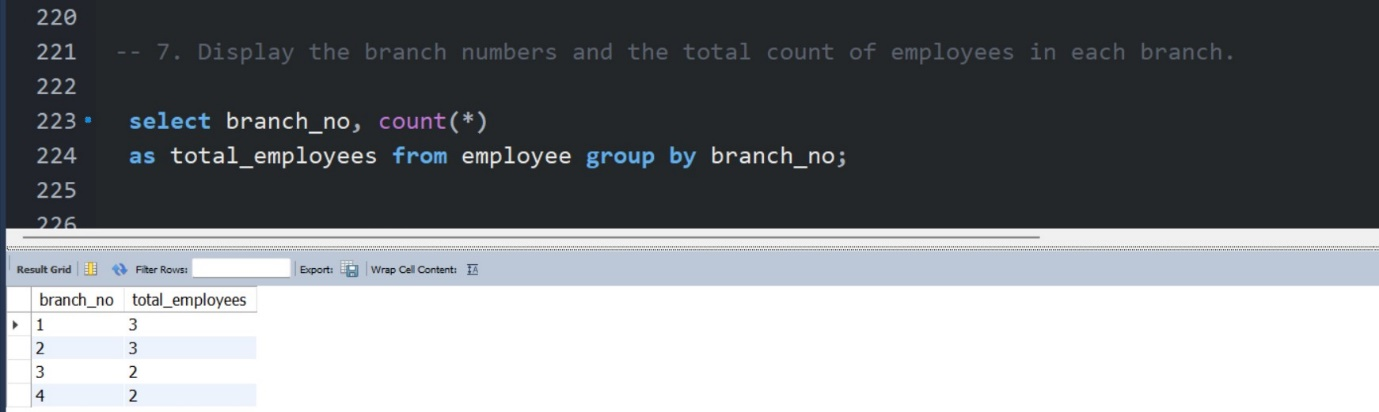 220
221 -- 7. Display the branch numbers and the total count of employees in each branch.
222
223 select branch_no, count(*)
224 as total_employees from employee group by branch_no;
225
226
Result Grid Filter Rows: Export: Wrap Cell Content:
branch_no total_employees
1 3
2 3
3 2
4 2